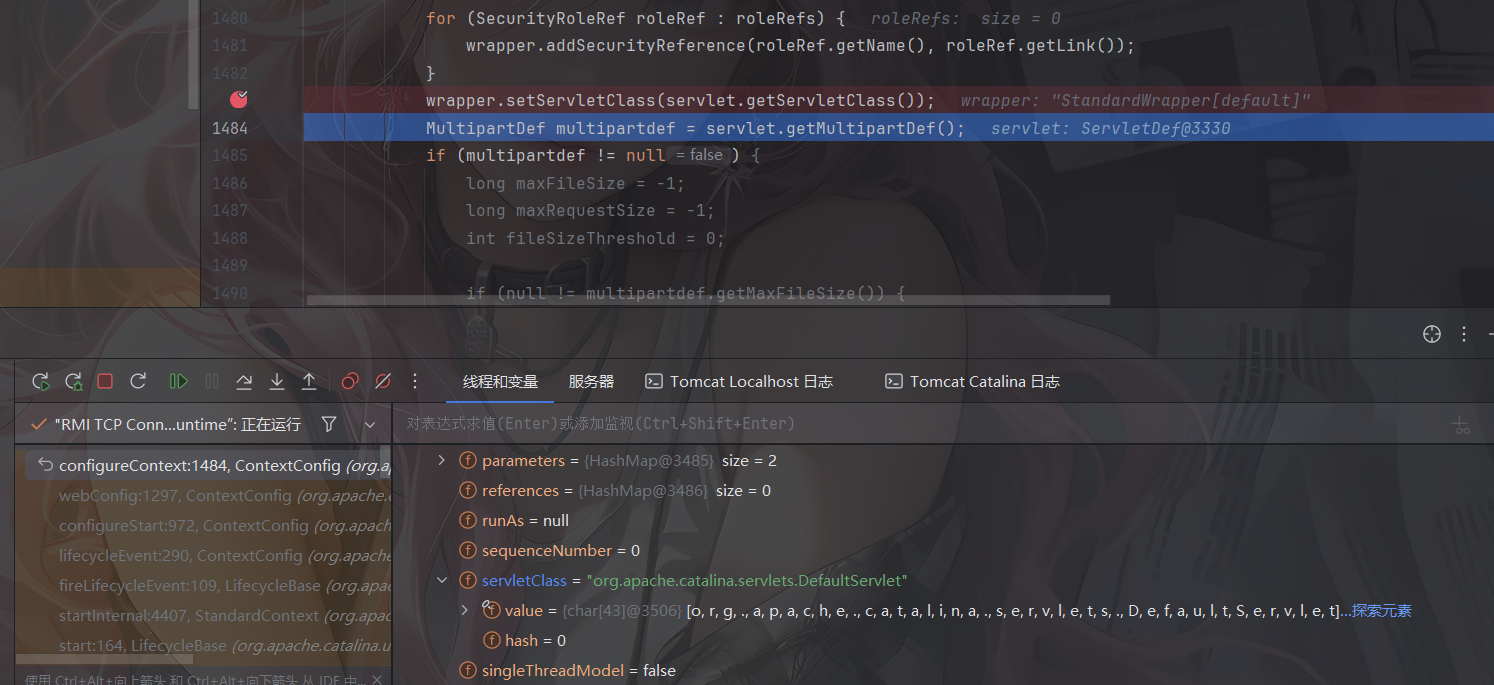 1480 for (SecurityRoleRef roleRef : roleRefs) { roleRefs: size = 0
1481 wrapper.addSecurityReference(roleRef.getName(), roleRef.getLink());
1482 }
wrapper.setServletClass(servlet.getServletClass()); wrapper: "StandardWrapper[default]"
1484 MultipartDef multipartdef = servlet.getMultipartDef(); servlet: ServletDef@3330
1485 if (multipartdef != null = false ) {
1486 long maxFileSize = -1;
1487 long maxRequestSize = -1;
1488 int fileSizeThreshold = 0;
1489
1490 if (null != multipartdef.getMaxFileSize()) {
线程和变量 服务器 Tomcat Localhost 日志 Tomcat Catalina 日志
"RMI TCP Conn...untime": 正在运行
对表达式求值(Enter)或添加监视(Ctrl+Shift+Enter)
configureContext:1484, ContextConfig (org.ap
webConfig:1297, ContextConfig (org.apache.c
configureStart:972, ContextConfig (org.apach
lifecycleEvent:290, ContextConfig (org.apache
fireLifecycleEvent:109, LifecycleBase (org.apac
startInternal:4407, StandardContext (org.apac
start:164, LifecycleBase (org.apache.catalina.u
使用 Ctrl+Alt+向上箭头 和 Ctrl+Alt+向下箭头 从 IDE 中...
parameters = {HashMap@3485} size = 2
references = {HashMap@3486} size = 0
runAs = null
sequenceNumber = 0
servletClass = "org.apache.catalina.servlets.DefaultServlet"
value = {char[43]@3506} [o, r, g, ., a, p, a, c, h, e, ., c, a, t, a, l, i, n, a, ., s, e, r, v, l, e, t, s, ., D, e, f, a, u, l, t, S, e, r, v, l, e, t]...探索元素
hash = 0
singleThreadModel = false